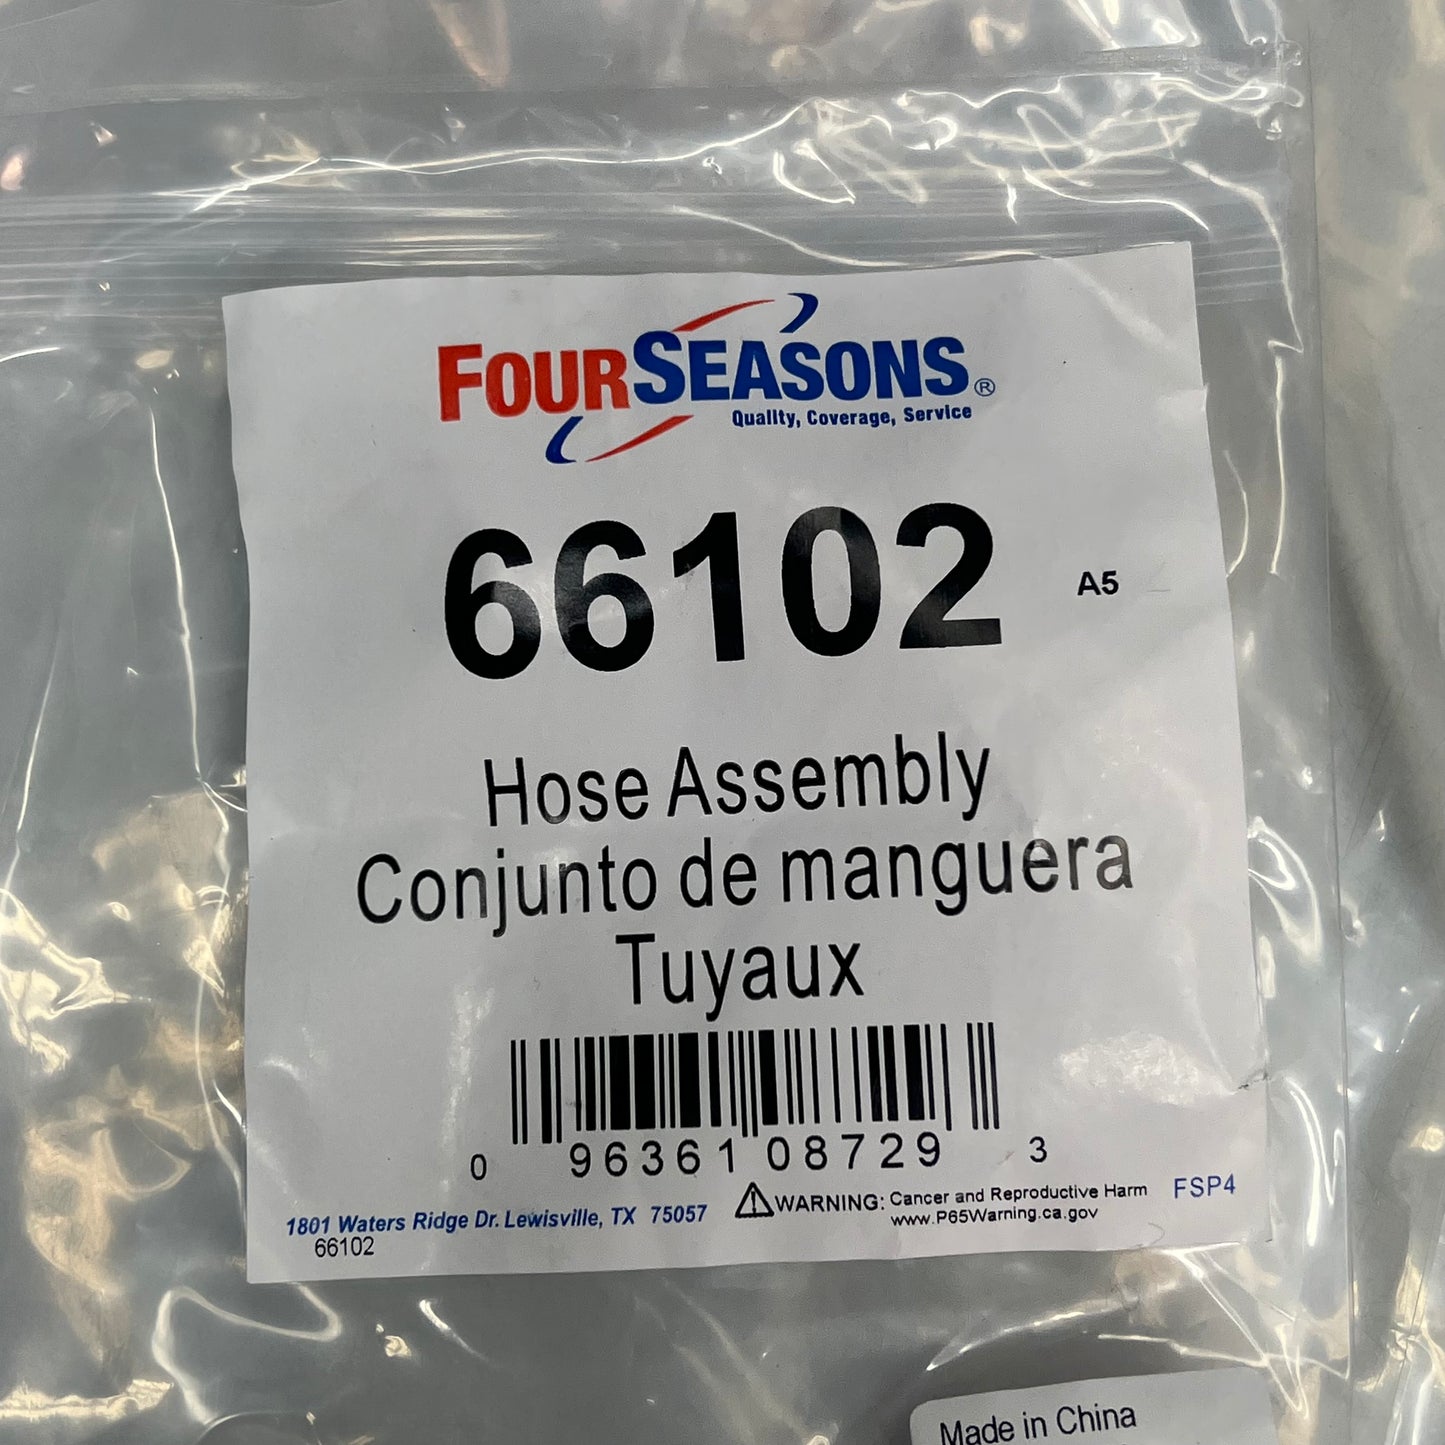 FOURSEASONS®
Quality, Coverage, Service
66102
A5
Hose Assembly
Conjunto de manguera
Tuyaux
0 96361 08729 3
1801 Waters Ridge Dr. Lewisville, TX 75057
66102
⚠WARNING: Cancer and Reproductive Harm
www.P65Warning.ca.gov
FSP4
Made in China